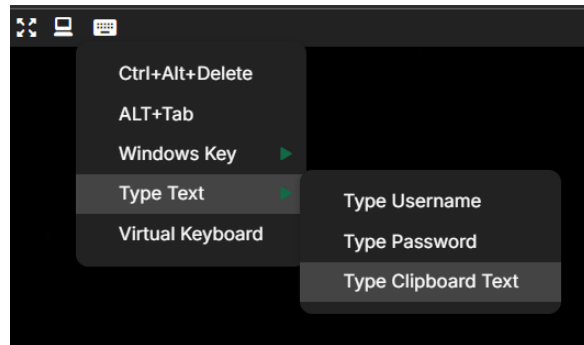 Ctrl+Alt+Delete
ALT+Tab
Windows Key
Type Text
Virtual Keyboard
Type Username
Type Password
Type Clipboard Text